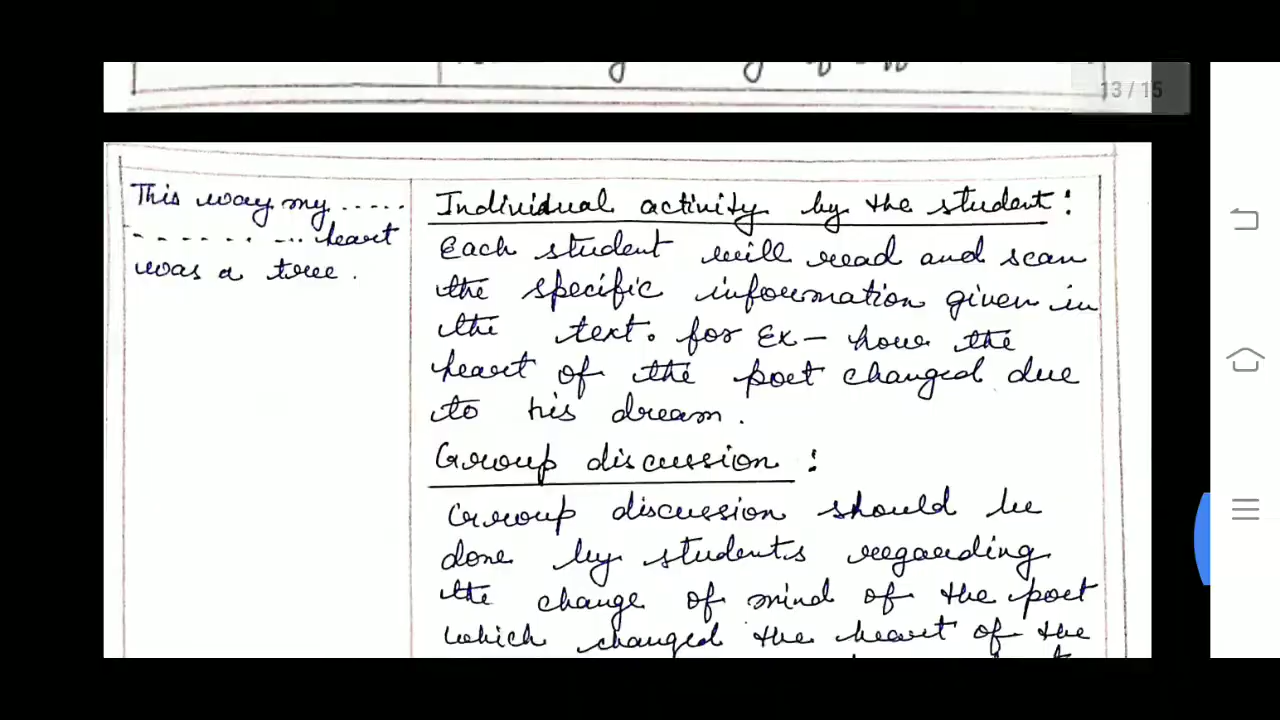 13 / 15
This way my .....
- - - - - - - ... heart
was a tree.
Individual activity by the student:
Each student will read and scan
the specific information given in
the text. for Ex - how the
heart of the poet changed due
to his dream.
Group discussion :
Group discussion should be
done by students regarding
the change of mind of the poet
which changed the heart of the